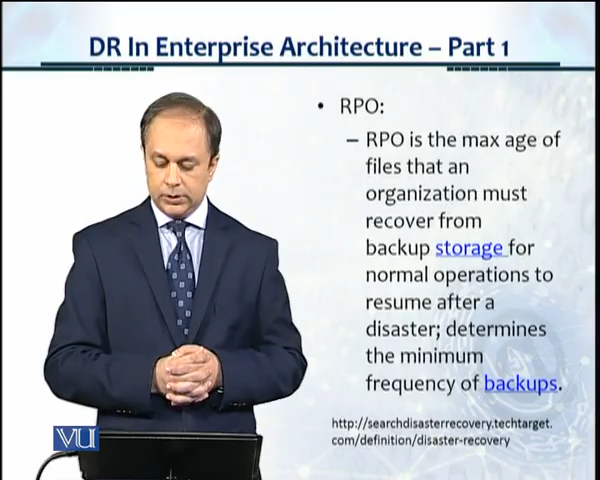 DR In Enterprise Architecture – Part 1
• RPO:
– RPO is the max age of
files that an
organization must
recover from
backup storage for
normal operations to
resume after a
disaster; determines
the minimum
frequency of backups.
http://searchdisasterrecovery.techtarget.
com/definition/disaster-recovery
VU